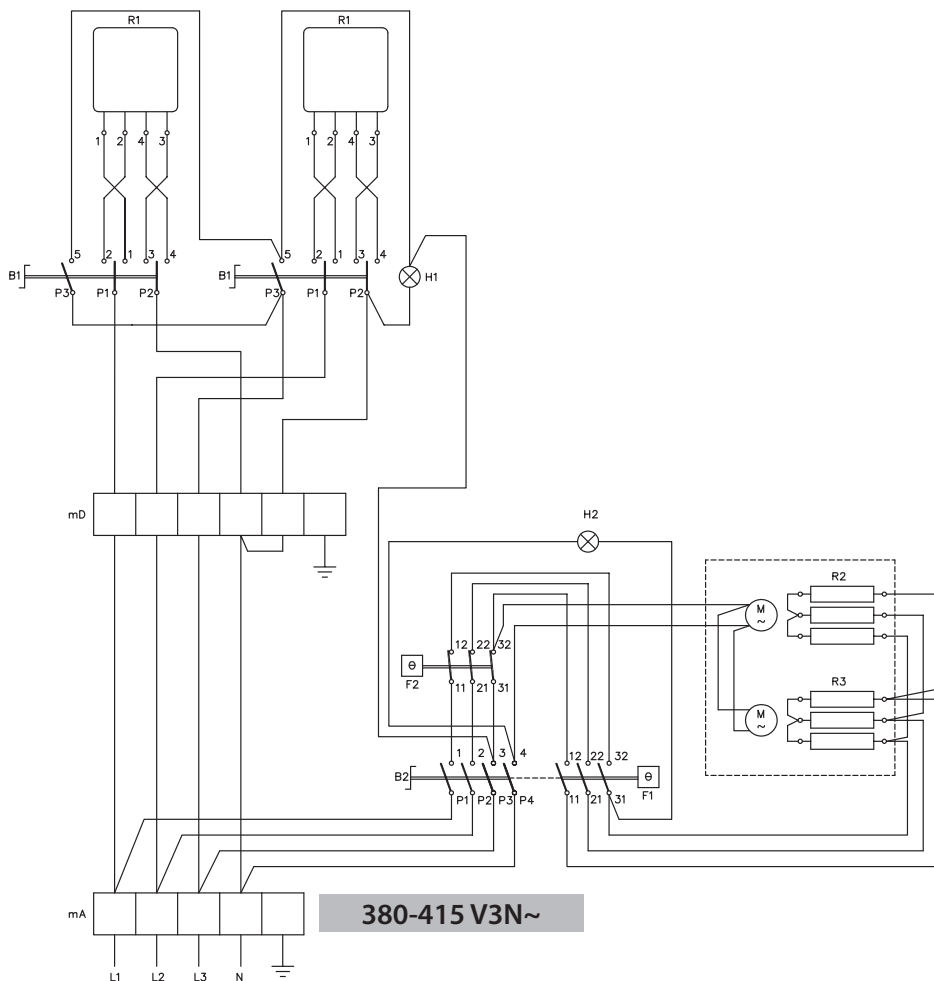 R1 R1
1 2 4 3 1 2 4 3
5 2 1 3 4 5 2 1 3 4
B1 B1 H1
P3 P1 P2 P3 P1 P2
mD
H2
R2
M
~
12 22 32
θ
F2
11 21 31
R3
M
~
1 2 3 4 12 22 32
B2 θ
P1 P2 P3 P4 11 21 31 F1
mA
380-415 V3N~
L1 L2 L3 N